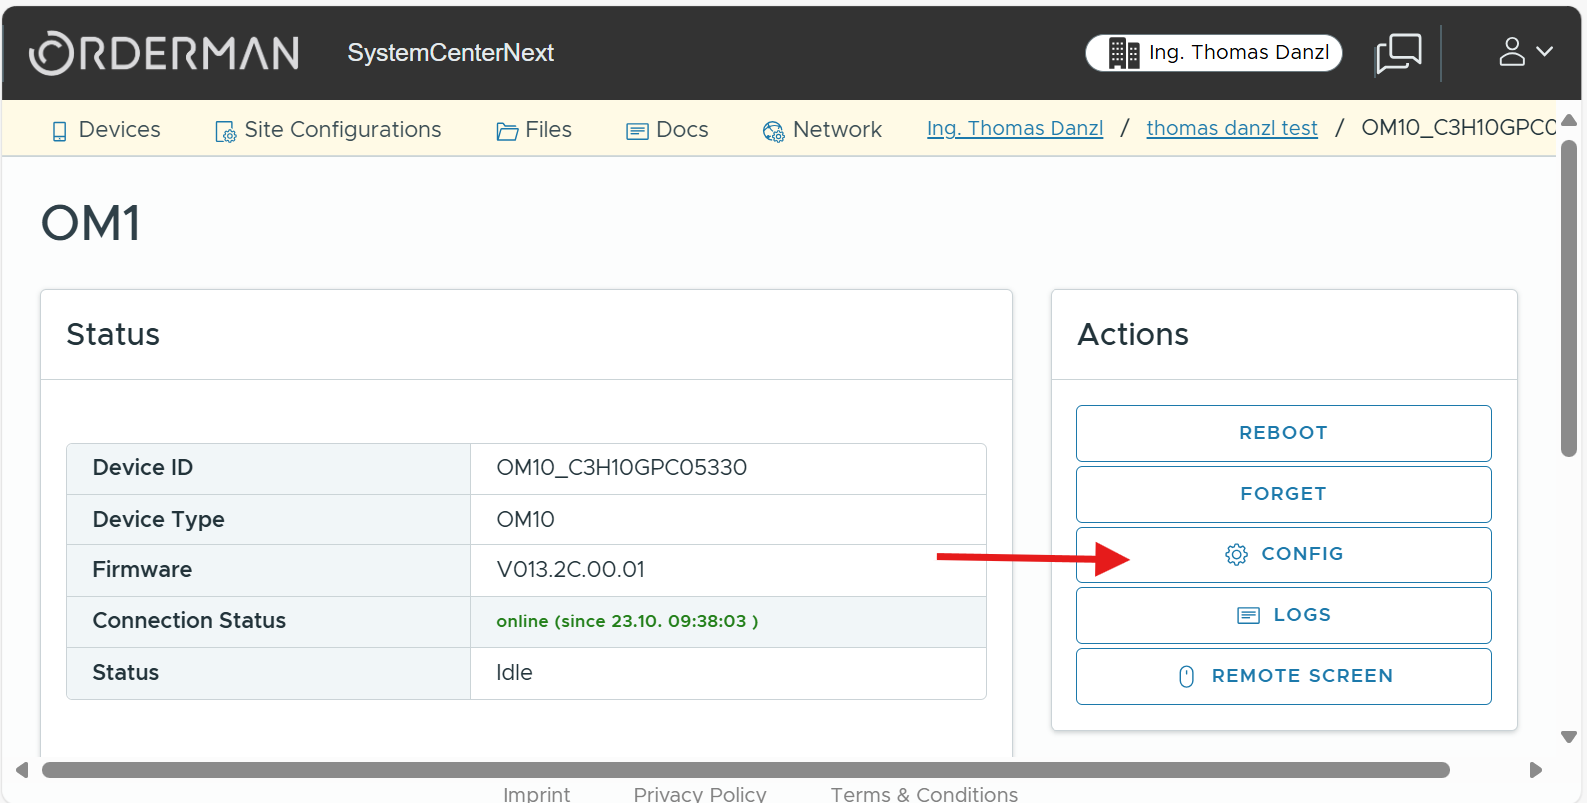 ORDERMAN SystemCenterNext Ing. Thomas Danzl
Devices Site Configurations Files Docs Network Ing. Thomas Danzl / thomas danzl test / OM10_C3H10GPC0
OM1
Status
Device ID OM10_C3H10GPC05330
Device Type OM10
Firmware V013.2C.00.01
Connection Status online (since 23.10. 09:38:03 )
Status Idle
Actions
REBOOT
FORGET
CONFIG
LOGS
REMOTE SCREEN
Imprint Privacy Policy Terms & Conditions